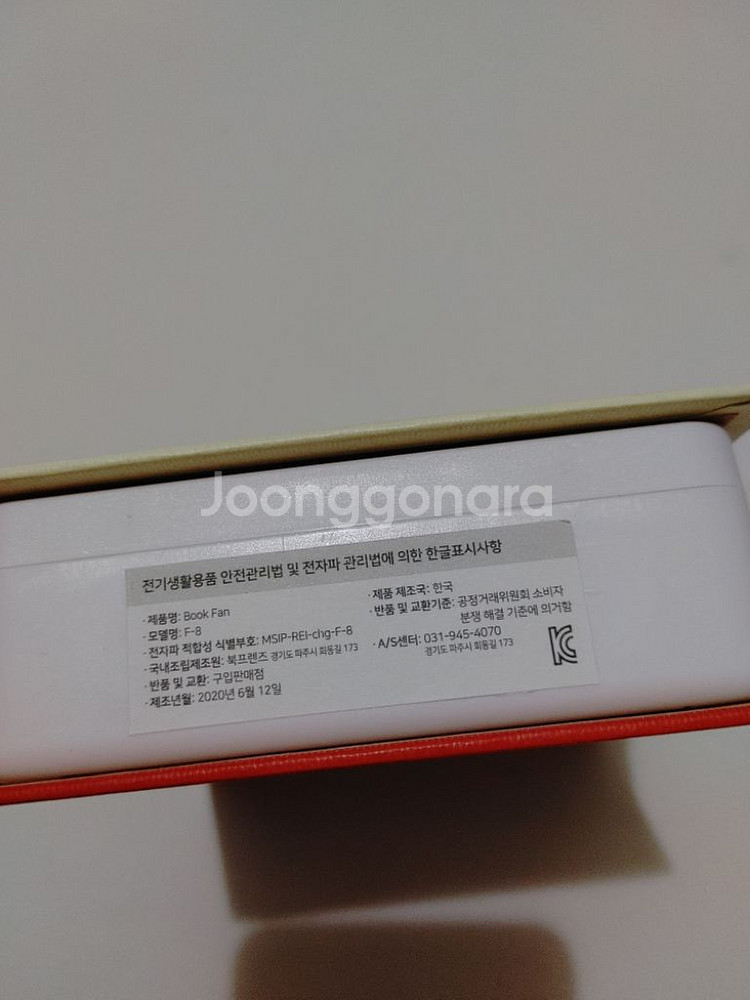 Joonggonara
전기생활용품 안전관리법 및 전자파 관리법에 의한 한글표시사항
· 제품명: Book Fan
· 모델명: F-8
· 전자파 적합성 식별부호: MSIP-REI-chg-F-8
· 국내조립제조원: 북프렌즈 경기도 파주시 회동길 173
· 반품 및 교환: 구입판매점
· 제조년월: 2020년 6월 12일
· 제품 제조국: 한국
· 반품 및 교환기준: 공정거래위원회 소비자
분쟁 해결 기준에 의거함
· A/S센터: 031-945-4070
경기도 파주시 회동길 173